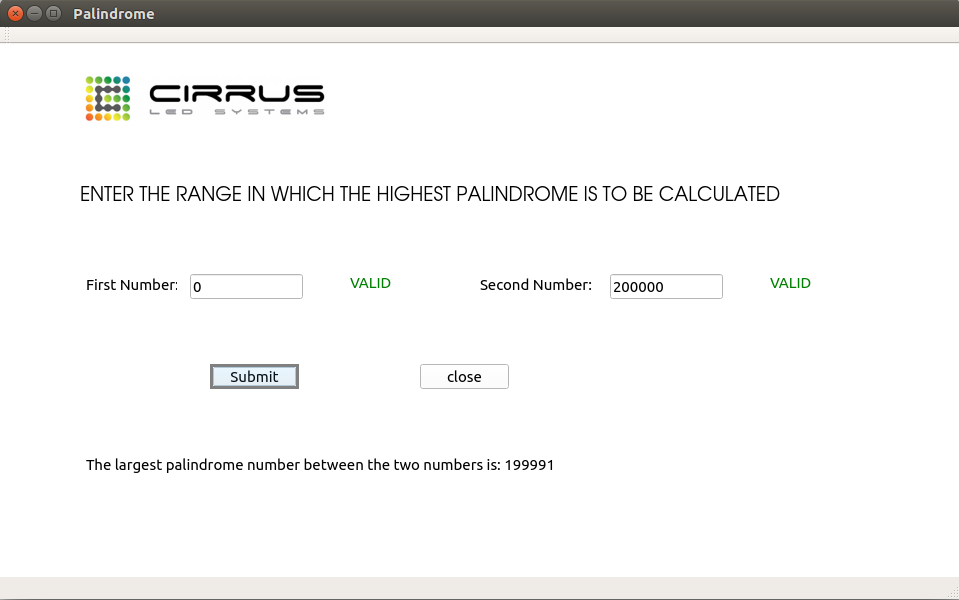 Palindrome
CIRRUS
LED SYSTEMS
ENTER THE RANGE IN WHICH THE HIGHEST PALINDROME IS TO BE CALCULATED
First Number: 0 VALID Second Number: 200000 VALID
Submit close
The largest palindrome number between the two numbers is: 199991